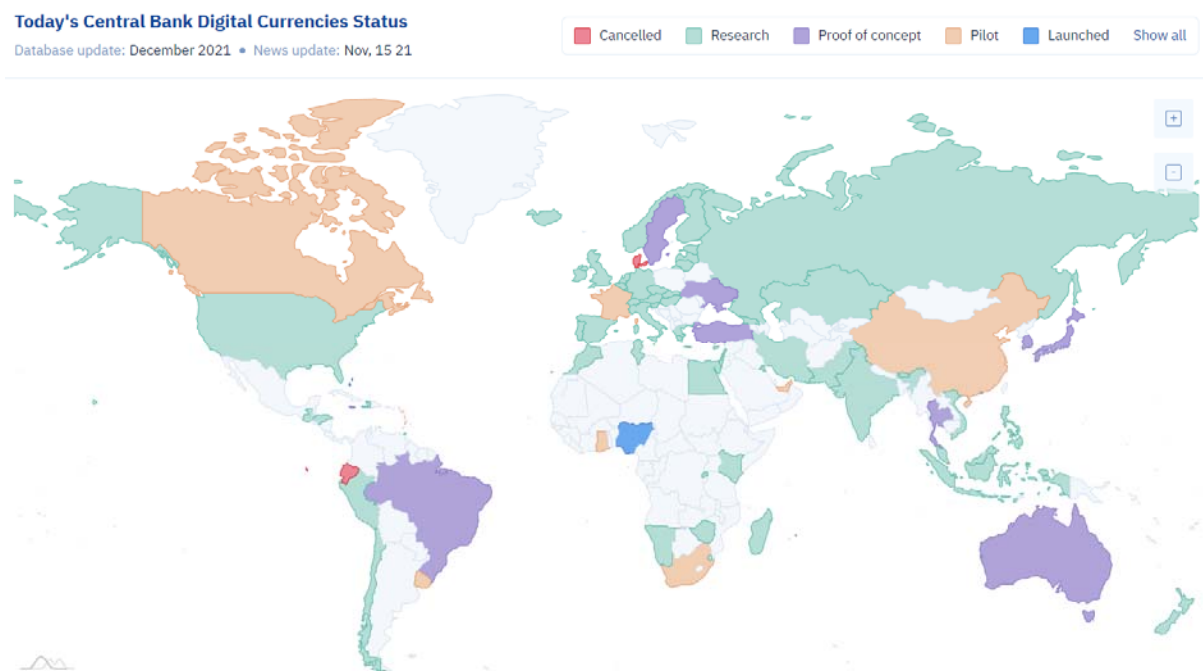 Today's Central Bank Digital Currencies Status
Database update: December 2021 • News update: Nov, 15 21
Cancelled Research Proof of concept Pilot Launched Show all
+
-